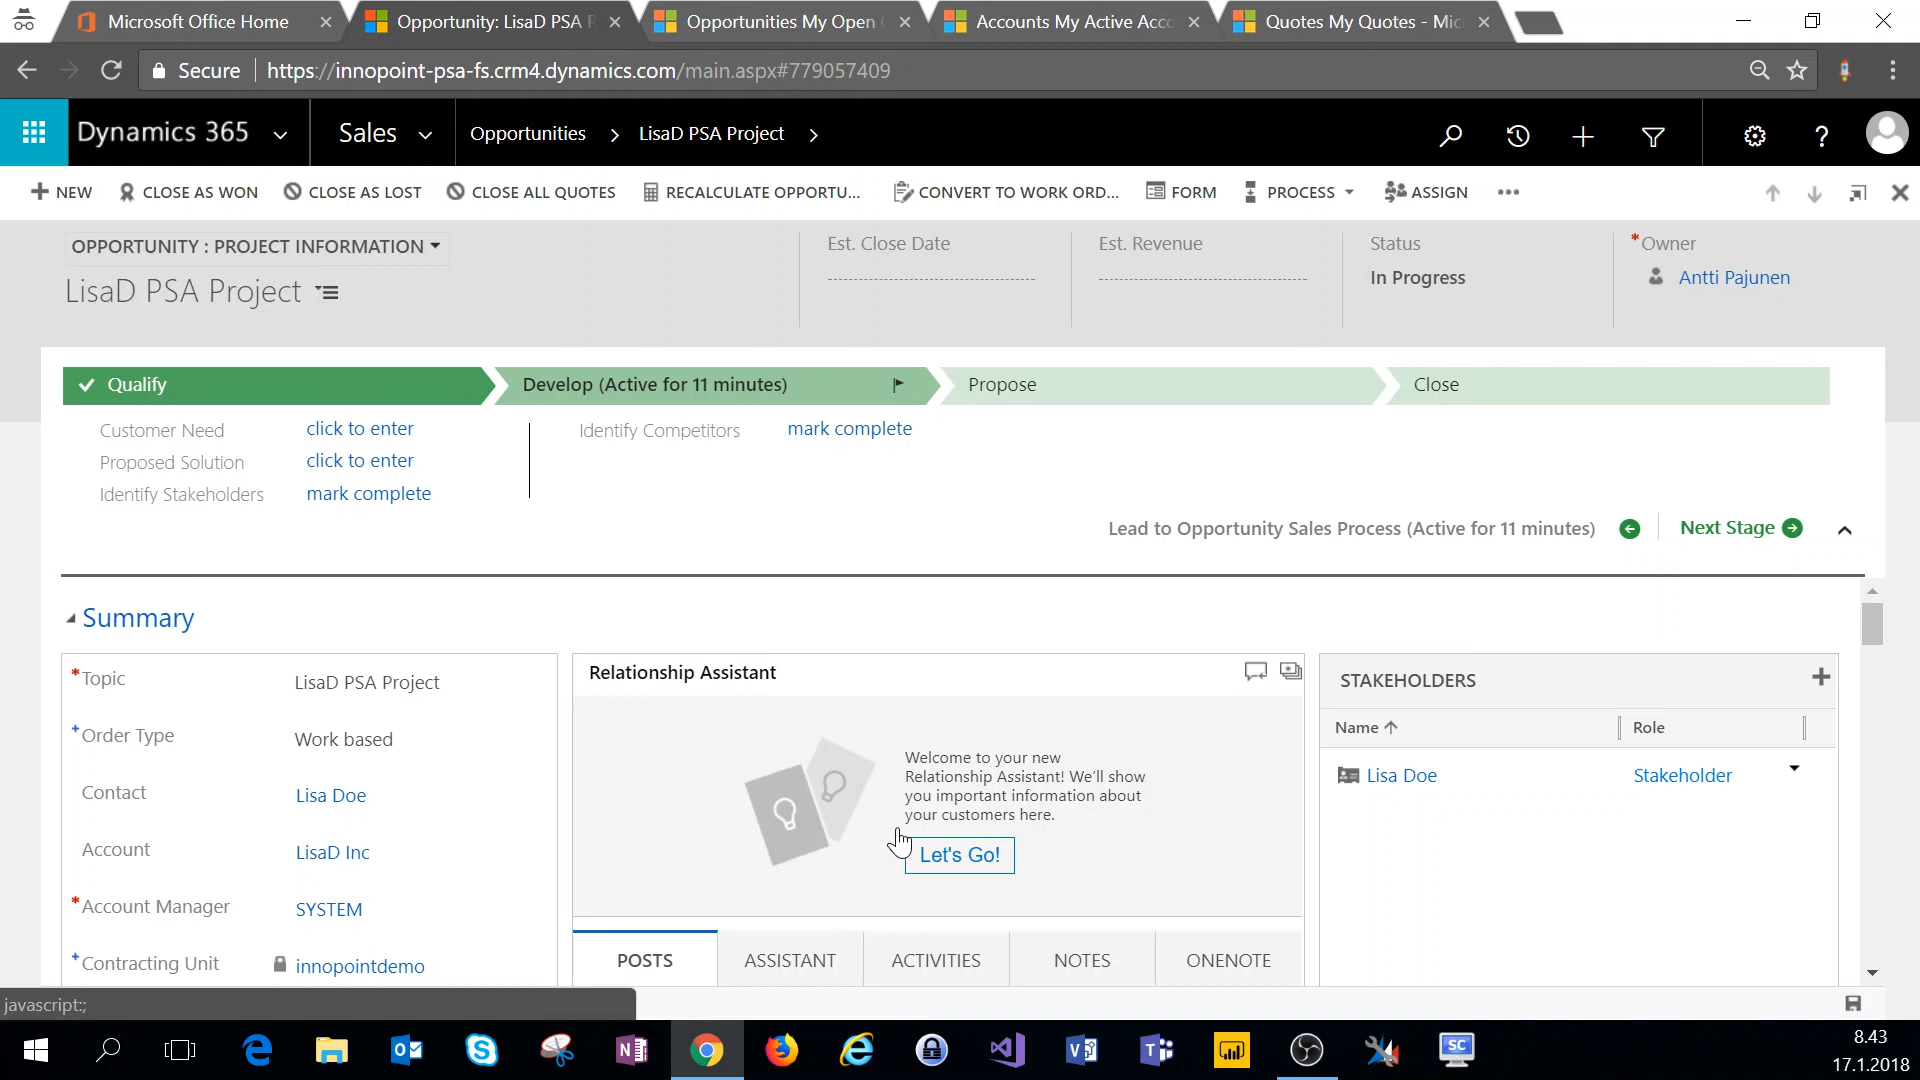 Microsoft Office Home
Opportunity: LisaD PSA P
Opportunities My Open
Accounts My Active Acco
Quotes My Quotes - Mic
Secure
https://innopoint-psa-fs.crm4.dynamics.com/main.aspx#779057409
Dynamics 365
Sales
Opportunities
LisaD PSA Project
NEW
CLOSE AS WON
CLOSE AS LOST
CLOSE ALL QUOTES
RECALCULATE OPPORTU...
CONVERT TO WORK ORD...
FORM
PROCESS
ASSIGN
OPPORTUNITY : PROJECT INFORMATION
LisaD PSA Project
Est. Close Date
Est. Revenue
Status
In Progress
*Owner
Antti Pajunen
Qualify
Develop (Active for 11 minutes)
Propose
Close
Customer Need click to enter
Proposed Solution click to enter
Identify Stakeholders mark complete
Identify Competitors mark complete
Lead to Opportunity Sales Process (Active for 11 minutes)
Next Stage
Summary
*Topic LisaD PSA Project
+Order Type Work based
Contact Lisa Doe
Account LisaD Inc
*Account Manager SYSTEM
+Contracting Unit innopointdemo
Relationship Assistant
Welcome to your new
Relationship Assistant! We'll show
you important information about
your customers here.
Let's Go!
POSTS
ASSISTANT
ACTIVITIES
NOTES
ONENOTE
STAKEHOLDERS
Name
Role
Lisa Doe
Stakeholder
javascript:;
8.43
17.1.2018